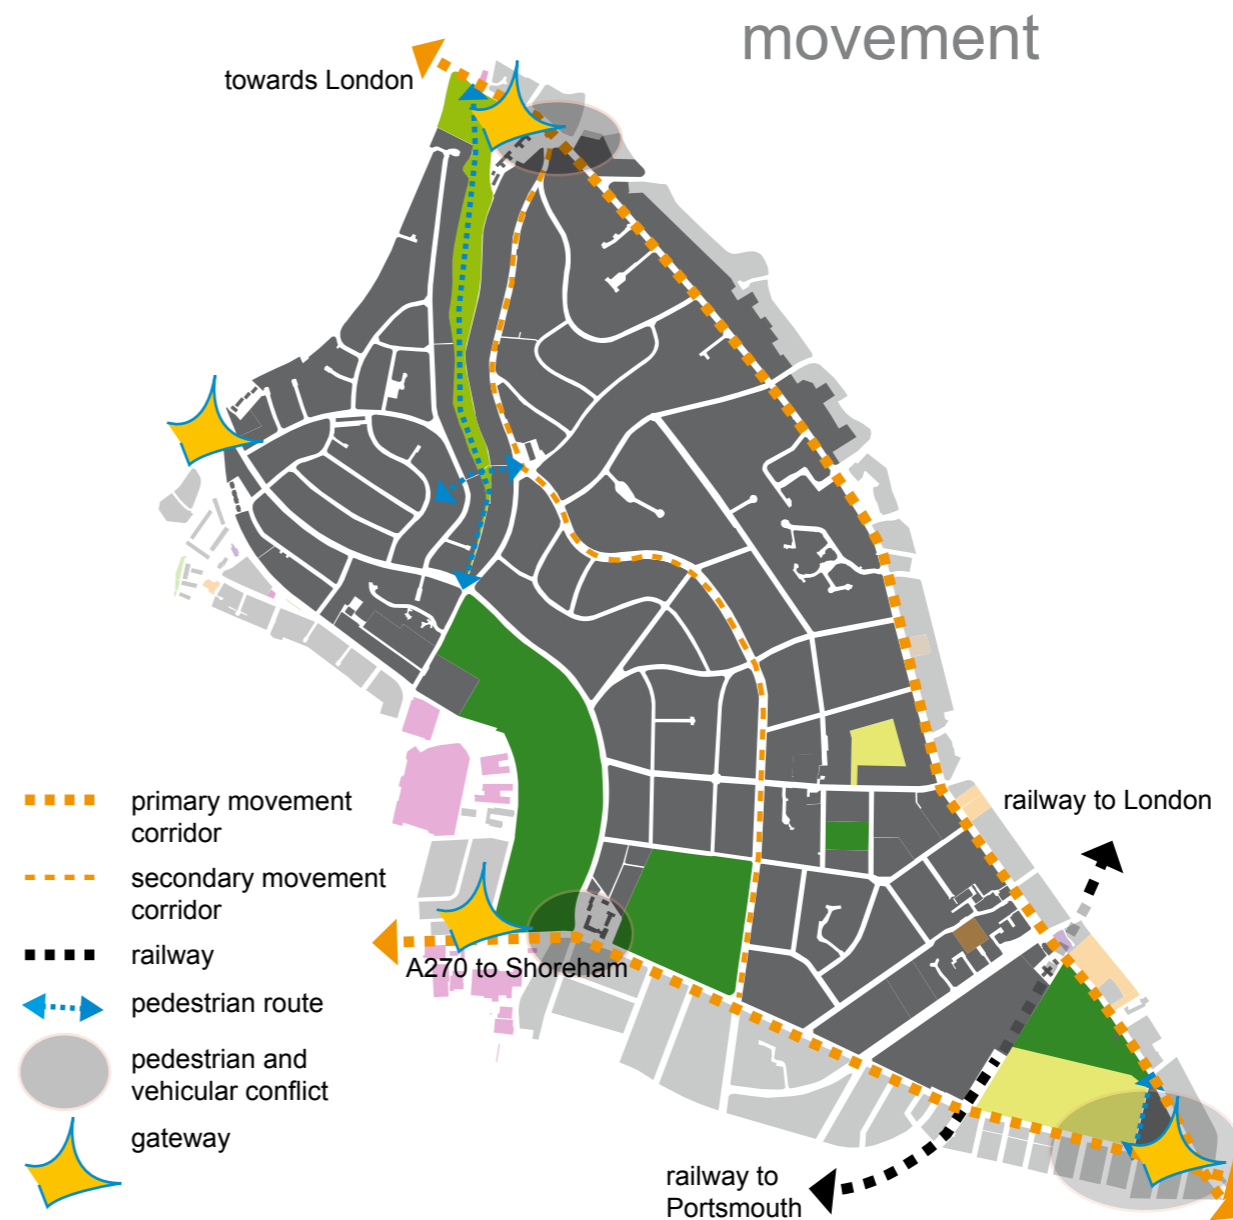 movement
towards London
railway to London
primary movement
corridor
secondary movement
corridor
railway
pedestrian route
pedestrian and
vehicular conflict
gateway
A270 to Shoreham
railway to
Portsmouth